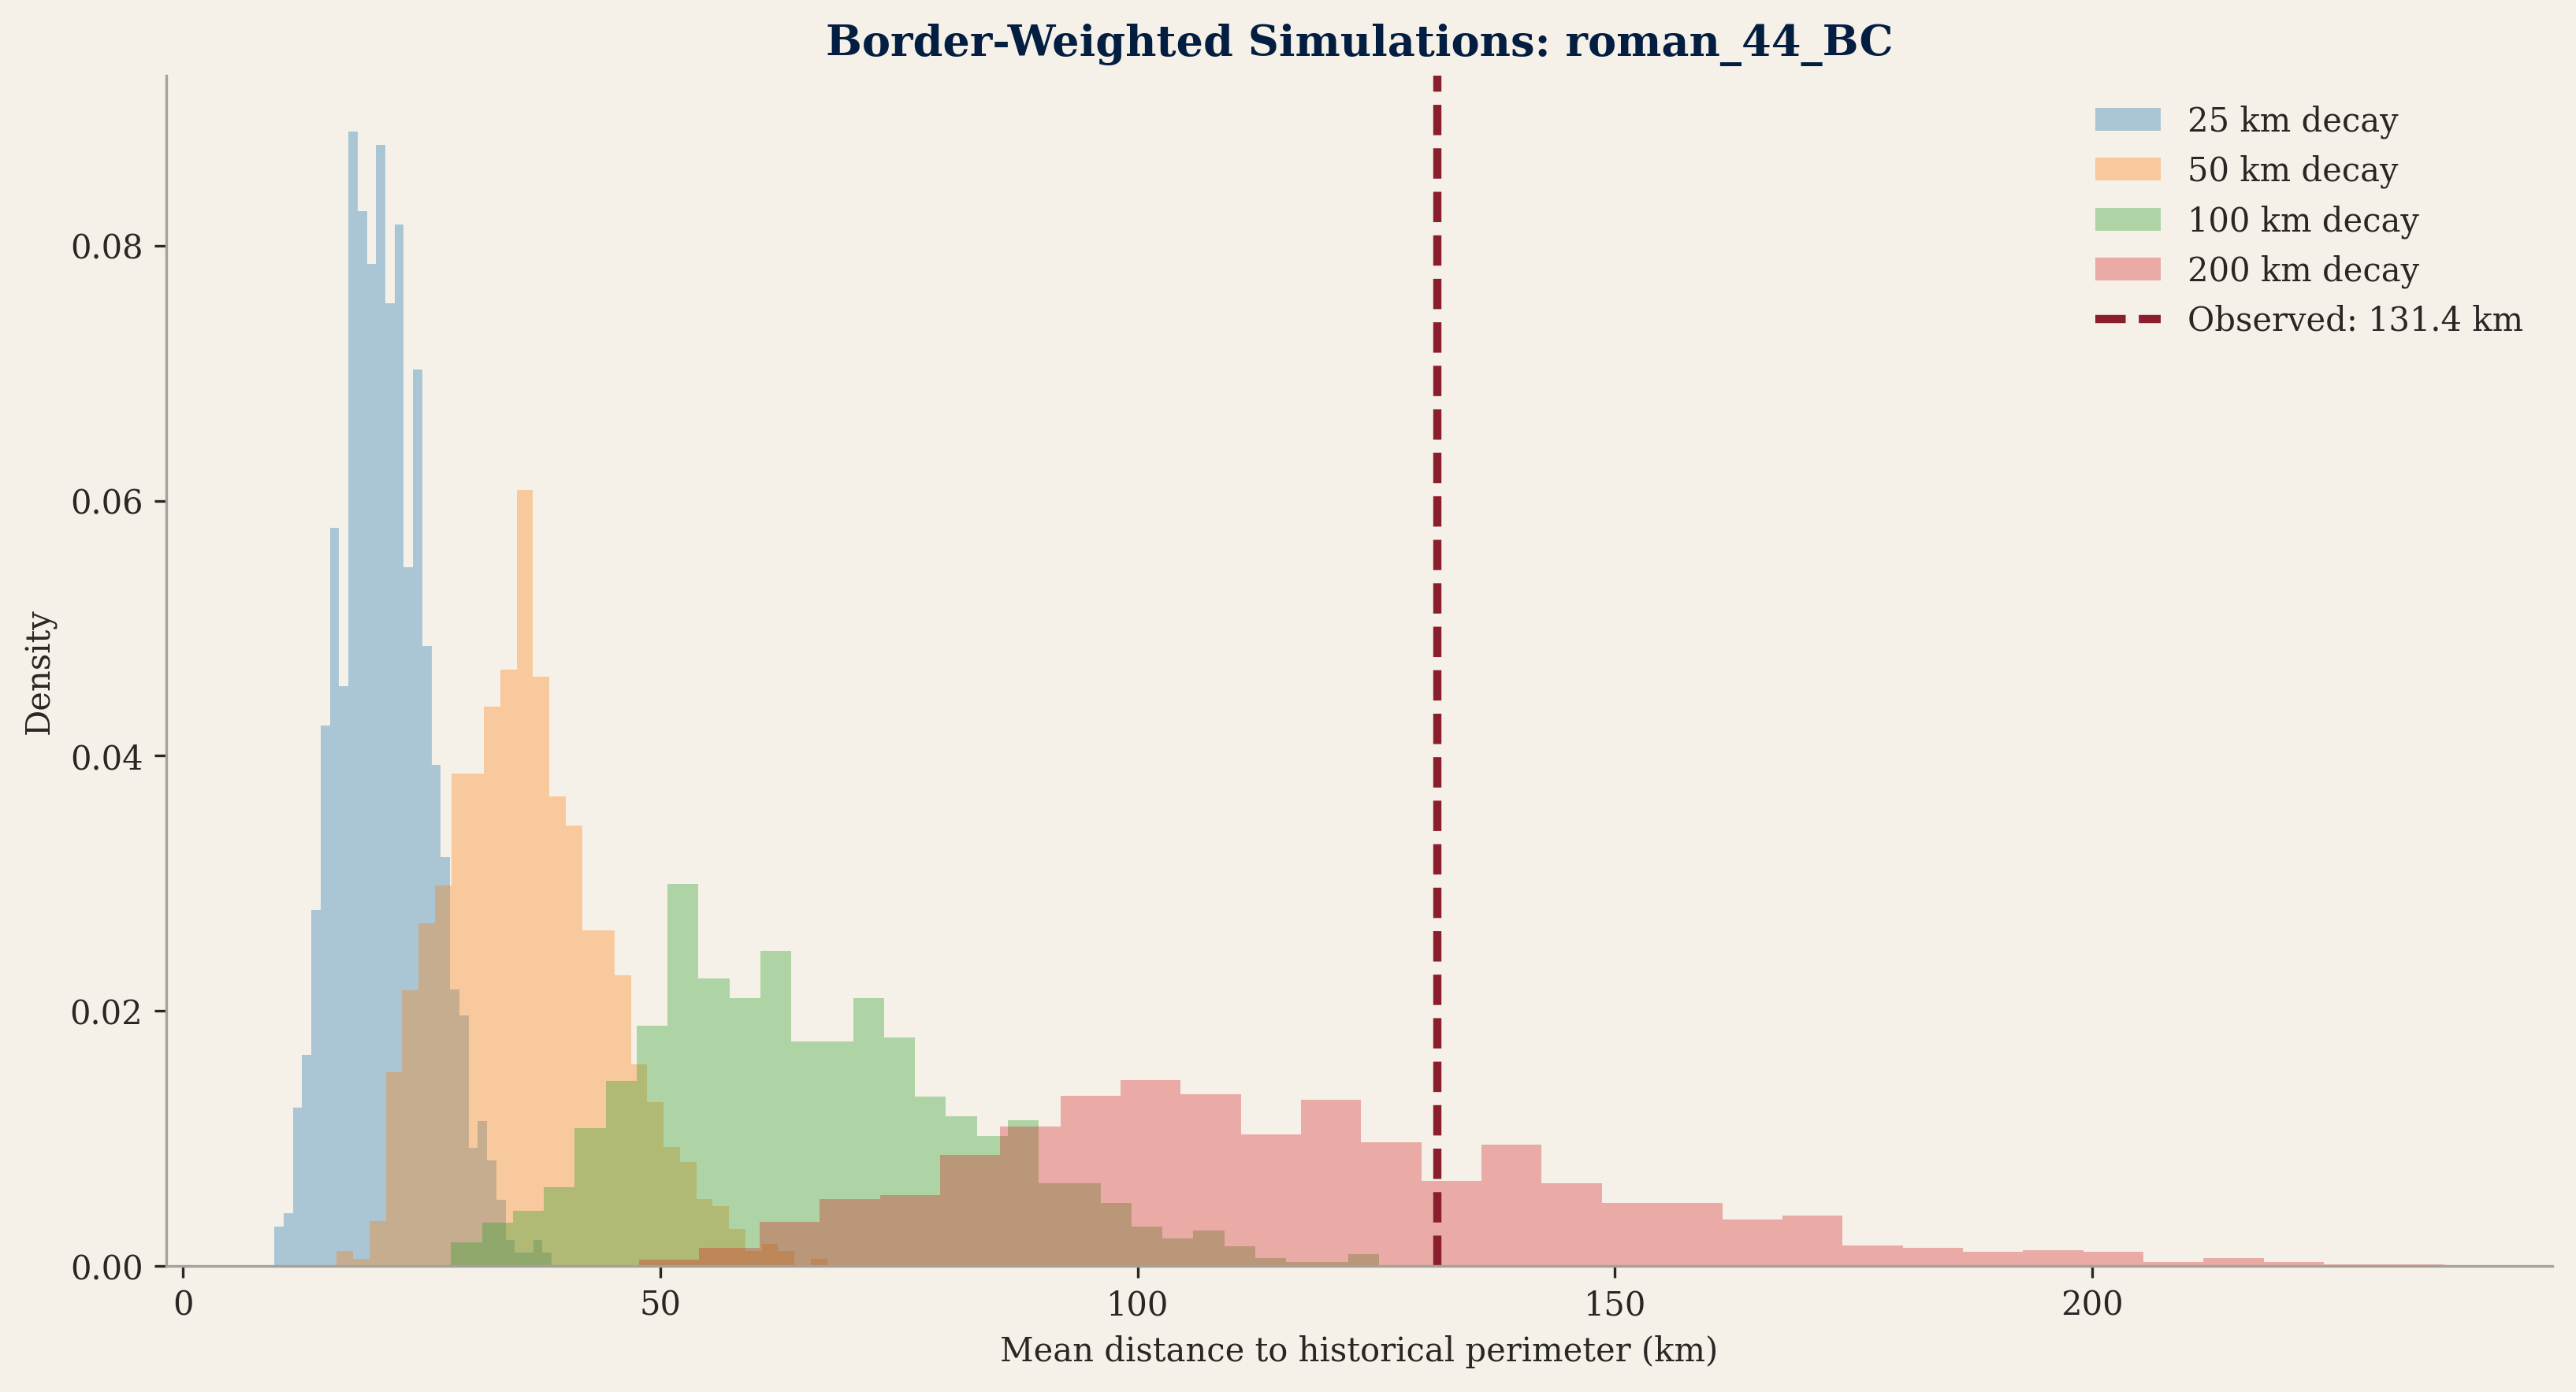 Border-Weighted Simulations: roman_44_BC
25 km decay
50 km decay
100 km decay
200 km decay
Observed: 131.4 km
Density
0.08
0.06
0.04
0.02
0.00
0
50
100
150
200
Mean distance to historical perimeter (km)